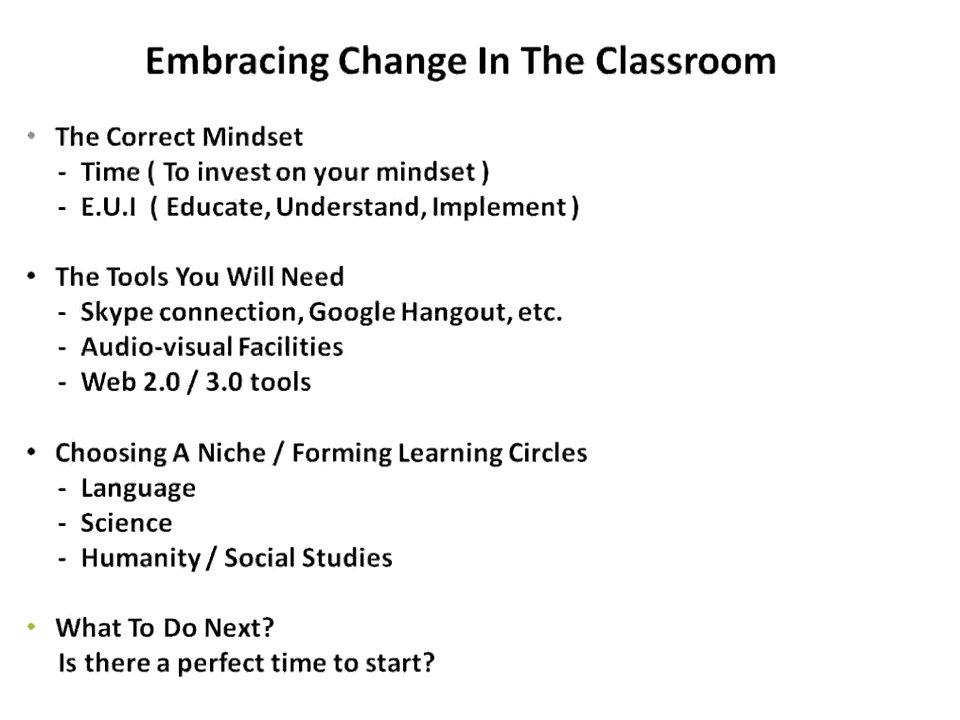 Embracing Change In The Classroom
• The Correct Mindset
- Time ( To invest on your mindset )
- E.U.I ( Educate, Understand, Implement )
• The Tools You Will Need
- Skype connection, Google Hangout, etc.
- Audio-visual Facilities
- Web 2.0 / 3.0 tools
• Choosing A Niche / Forming Learning Circles
- Language
- Science
- Humanity / Social Studies
• What To Do Next?
Is there a perfect time to start?